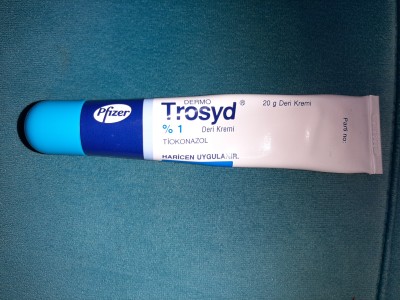 Pfizer
DERMO
Trosyd®
20 g Deri Kremi
% 1 Deri Kremi
TİOKONAZOL
HARİCEN UYGULANIR.
Parti no: